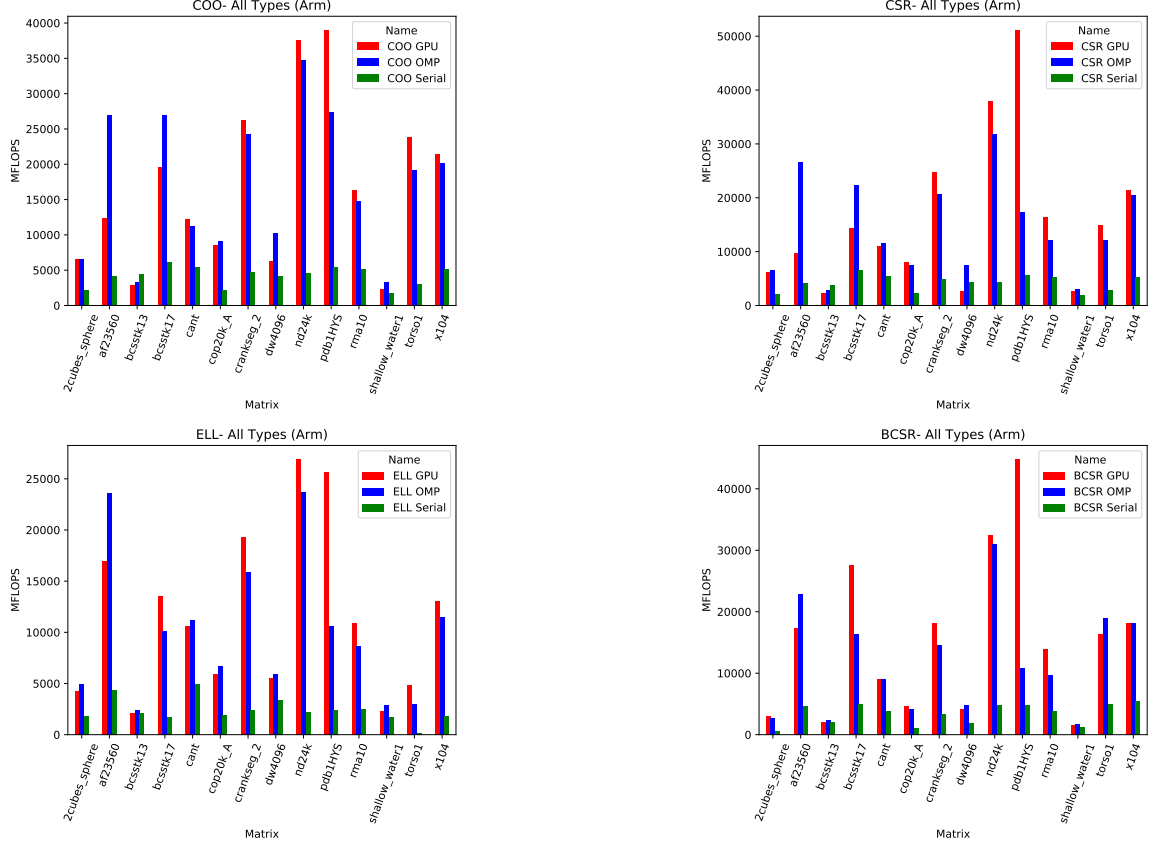 COO- All Types (Arm)
40000
35000
30000
25000
20000
15000
10000
5000
0
MFLOPS
Name
COO GPU
COO OMP
COO Serial
2cubes_sphere
af23560
bcsstk13
bcsstk17
cant
cop20k_A
crankseg_2
dw4096
nd24k
pdb1HYS
rma10
shallow_water1
torso1
x104
Matrix
CSR- All Types (Arm)
50000
40000
30000
20000
10000
0
MFLOPS
Name
CSR GPU
CSR OMP
CSR Serial
2cubes_sphere
af23560
bcsstk13
bcsstk17
cant
cop20k_A
crankseg_2
dw4096
nd24k
pdb1HYS
rma10
shallow_water1
torso1
x104
Matrix
ELL- All Types (Arm)
25000
20000
15000
10000
5000
0
MFLOPS
Name
ELL GPU
ELL OMP
ELL Serial
2cubes_sphere
af23560
bcsstk13
bcsstk17
cant
cop20k_A
crankseg_2
dw4096
nd24k
pdb1HYS
rma10
shallow_water1
torso1
x104
Matrix
BCSR- All Types (Arm)
40000
30000
20000
10000
0
MFLOPS
Name
BCSR GPU
BCSR OMP
BCSR Serial
2cubes_sphere
af23560
bcsstk13
bcsstk17
cant
cop20k_A
crankseg_2
dw4096
nd24k
pdb1HYS
rma10
shallow_water1
torso1
x104
Matrix